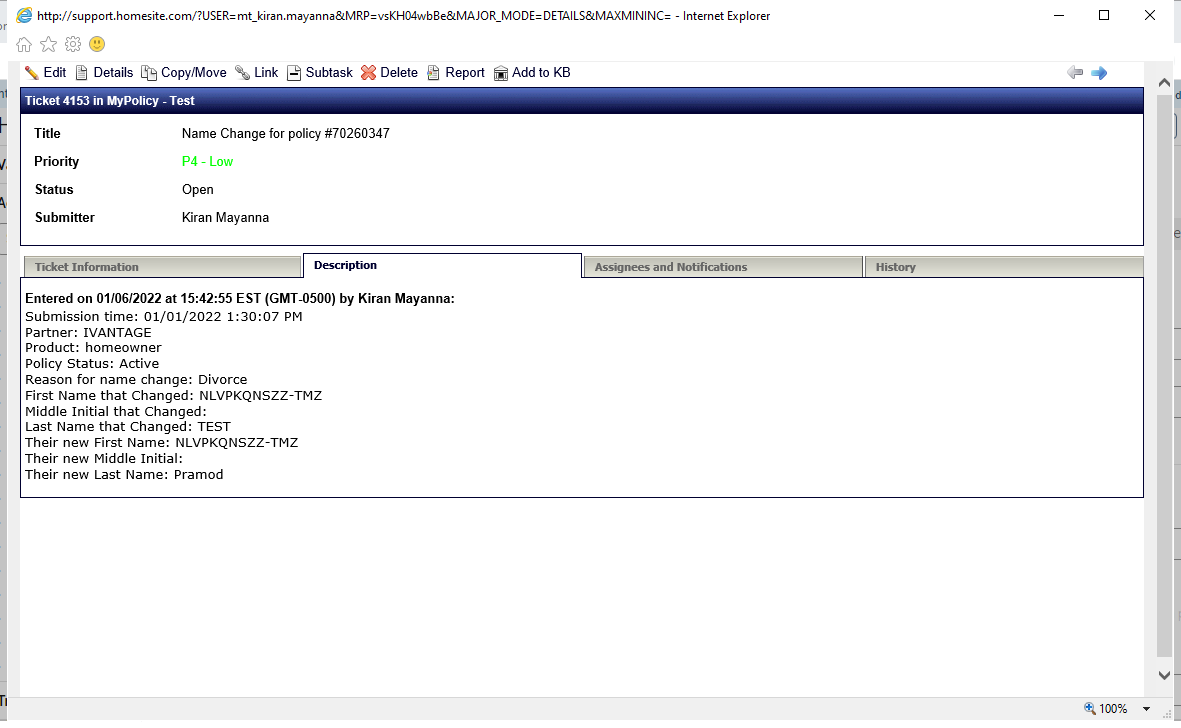 http://support.homesite.com/?USER=mt_kiran.mayanna&MRP=vsKH04wbBe&MAJOR_MODE=DETAILS&MAXMININC= - Internet Explorer
Edit Details Copy/Move Link Subtask Delete Report Add to KB
Ticket 4153 in MyPolicy - Test
Title Name Change for policy #70260347
Priority P4 - Low
Status Open
Submitter Kiran Mayanna
Ticket Information Description Assignees and Notifications History
Entered on 01/06/2022 at 15:42:55 EST (GMT-0500) by Kiran Mayanna:
Submission time: 01/01/2022 1:30:07 PM
Partner: IVANTAGE
Product: homeowner
Policy Status: Active
Reason for name change: Divorce
First Name that Changed: NLVPKQNSZZ-TMZ
Middle Initial that Changed:
Last Name that Changed: TEST
Their new First Name: NLVPKQNSZZ-TMZ
Their new Middle Initial:
Their new Last Name: Pramod
100%